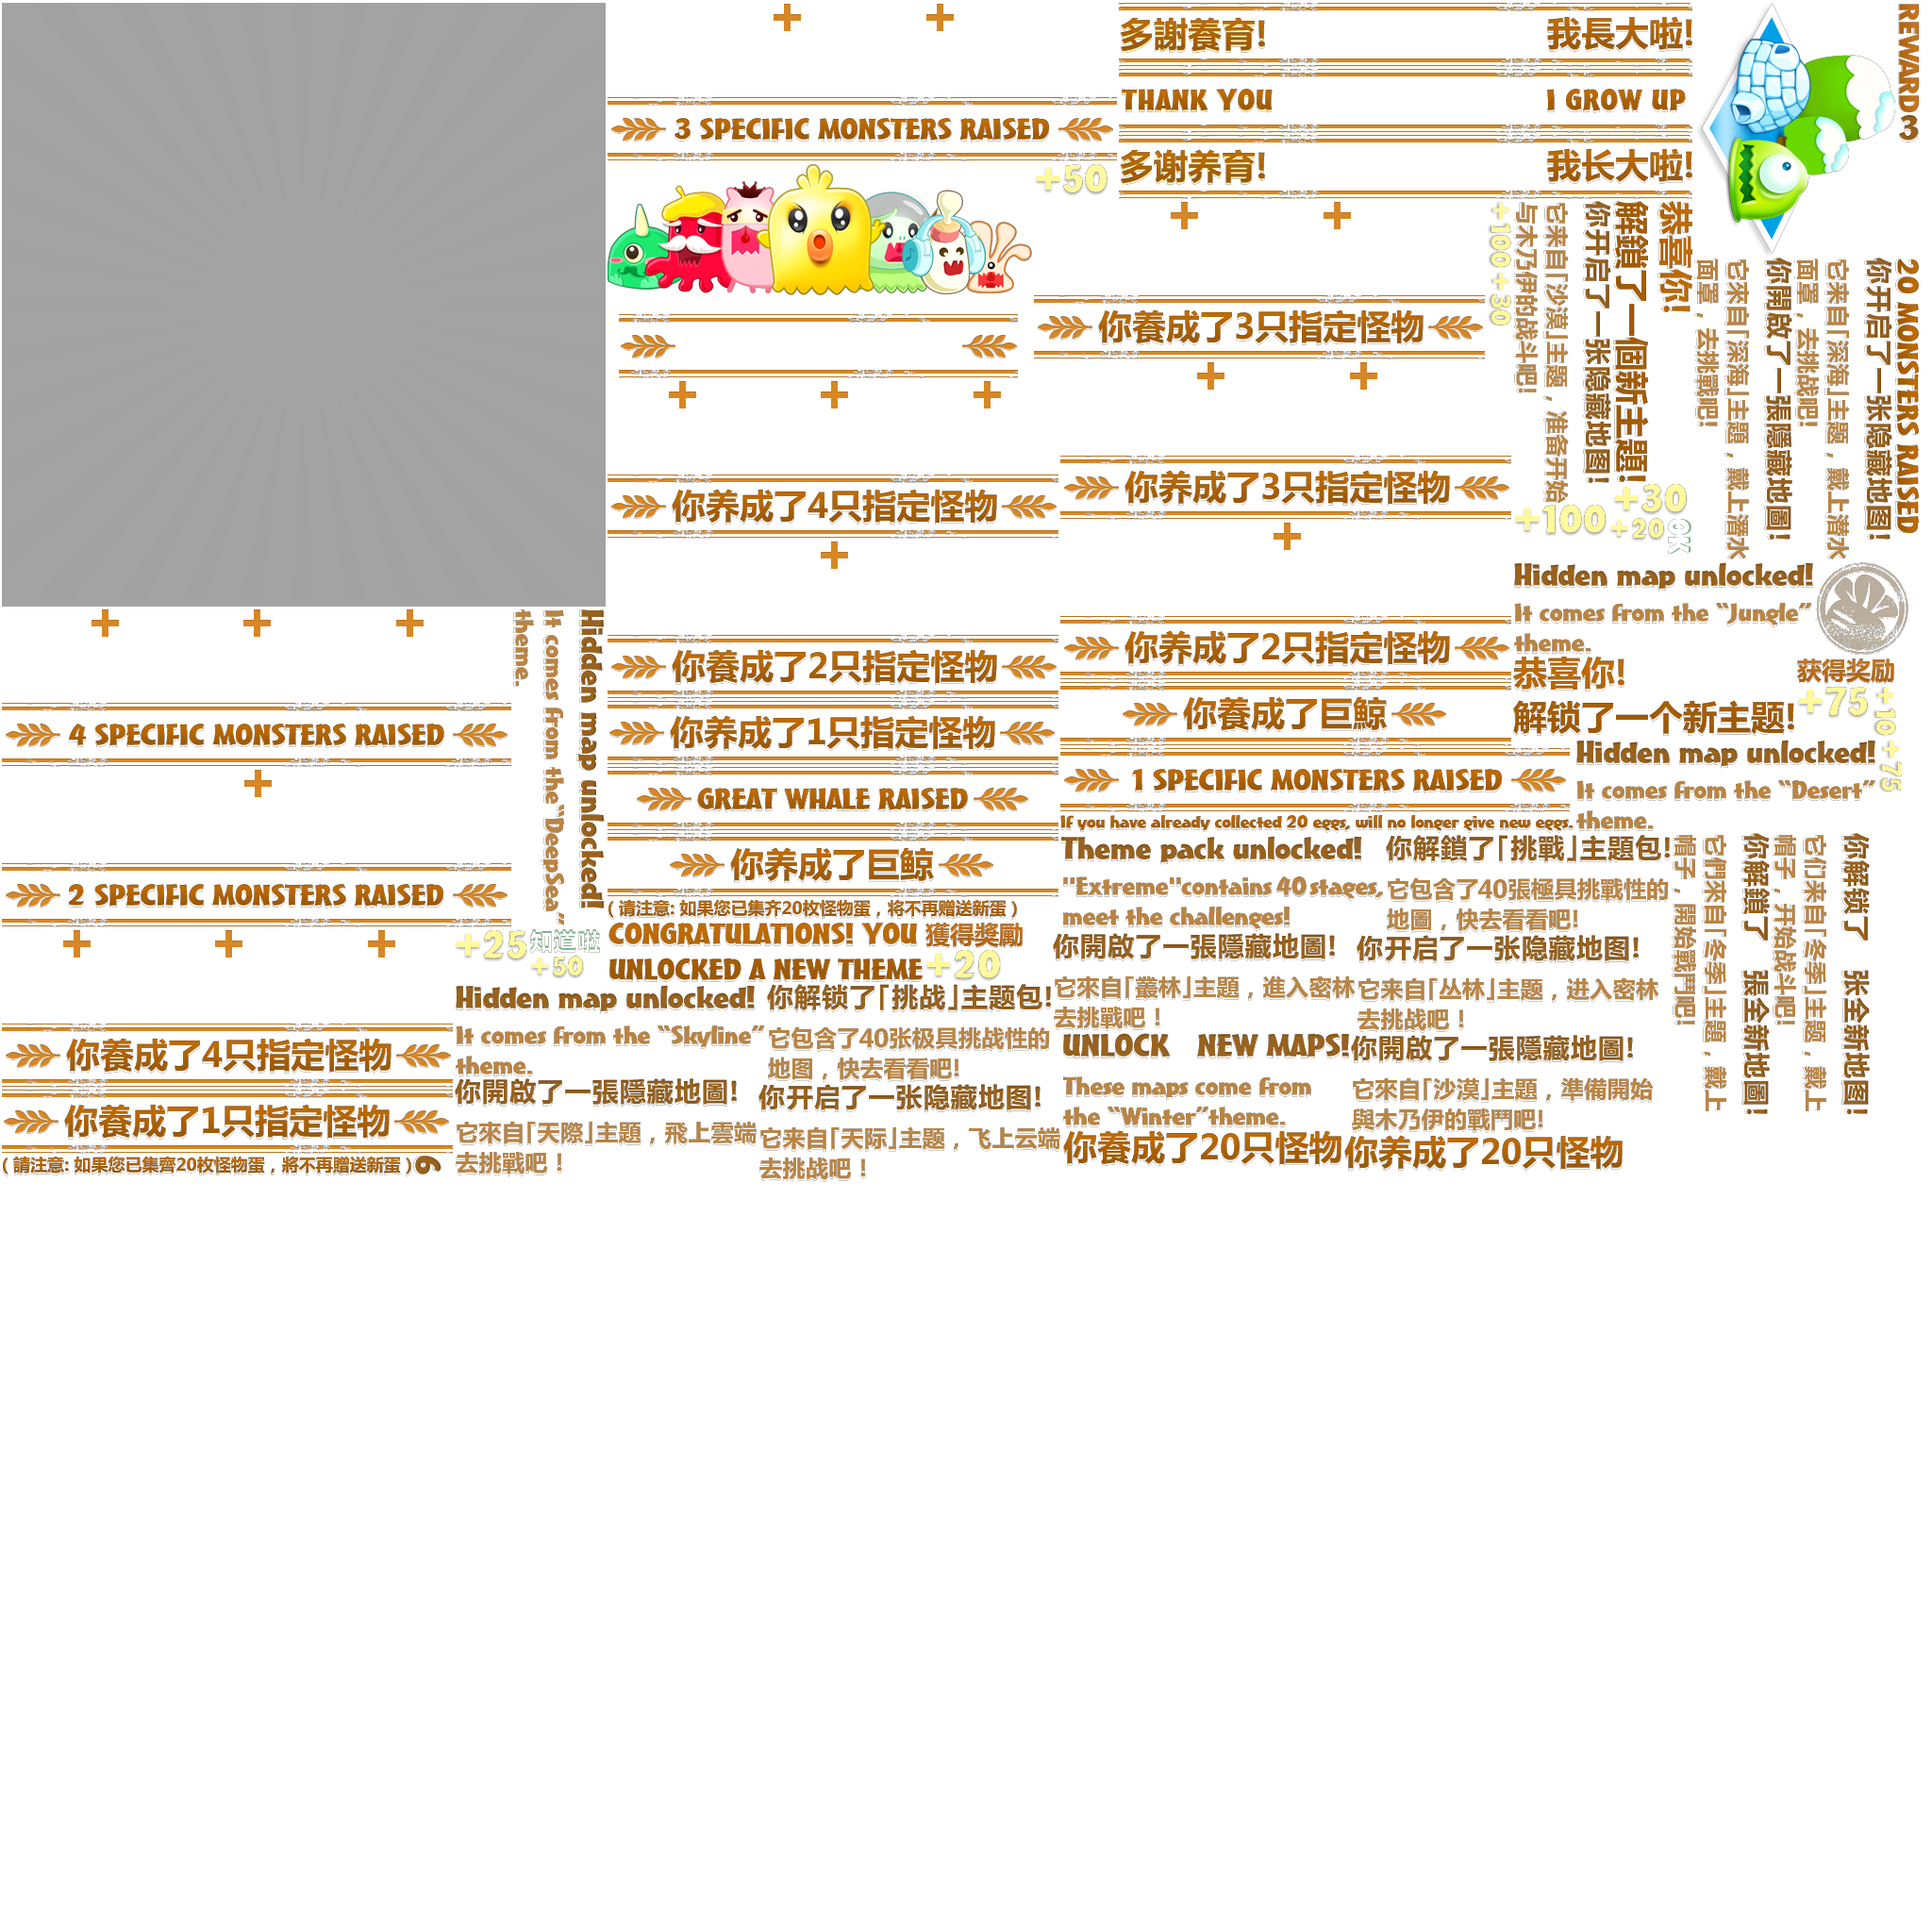 多謝養育!
我長大啦!
THANK YOU
I GROW UP
多谢养育!
我长大啦!
REWARD3
3 SPECIFIC MONSTERS RAISED
+50
你養成了3只指定怪物
+100
+30
它来自「沙漠」主题，准备开始
与木乃伊的战斗吧!
你开启了一张隐藏地图!
恭喜你!
解鎖了一個新主題!
它來自「深海」主題，戴上潛水
面罩，去挑戰吧!
你開啟了一張隱藏地圖!
它来自「深海」主题，戴上潜水
面罩，去挑战吧!
你开启了一张隐藏地图!
20 MONSTERS RAISED
你养成了4只指定怪物
你养成了3只指定怪物
+100
+30
+20
OK
Hidden map unlocked!
It comes from the “Jungle”
theme.
恭喜你!
解锁了一个新主题!
获得奖励
+75
+10
+75
Hidden map unlocked!
It comes from the “DeepSea”
theme.
4 SPECIFIC MONSTERS RAISED
你養成了2只指定怪物
你养成了2只指定怪物
你养成了1只指定怪物
你養成了巨鯨
Hidden map unlocked!
It comes from the “Desert”
theme.
GREAT WHALE RAISED
1 SPECIFIC MONSTERS RAISED
If you have already collected 20 eggs, will no longer give new eggs.
2 SPECIFIC MONSTERS RAISED
你养成了巨鲸
( 请注意: 如果您已集齐20枚怪物蛋，将不再赠送新蛋 )
Theme pack unlocked!
"Extreme"contains 40 stages,
meet the challenges!
你解鎖了「挑戰」主題包!
它包含了40張極具挑戰性的
地圖，快去看看吧!
+25
知道啦
+50
CONGRATULATIONS! YOU
UNLOCKED A NEW THEME
獲得奬勵
+20
你開啟了一張隱藏地圖!
它來自「叢林」主題，進入密林
去挑戰吧！
你开启了一张隐藏地图!
它来自「丛林」主题，进入密林
去挑战吧！
它們來自「冬季」主題，戴上
帽子，開始戰鬥吧!
你解鎖了 張全新地圖!
它们来自「冬季」主题，戴上
帽子，开始战斗吧!
你解锁了 张全新地图!
Hidden map unlocked!
It comes from the “Skyline”
theme.
你解锁了「挑战」主题包!
它包含了40张极具挑战性的
地图，快去看看吧!
UNLOCK NEW MAPS!
These maps come from
the “Winter”theme.
你開啟了一張隱藏地圖!
它來自「沙漠」主題，準備開始
與木乃伊的戰鬥吧!
你養成了4只指定怪物
你養成了1只指定怪物
( 請注意: 如果您已集齊20枚怪物蛋，將不再贈送新蛋 )
6
你開啟了一張隱藏地圖!
它來自「天際」主題，飛上雲端
去挑戰吧！
你开启了一张隐藏地图!
它来自「天际」主题，飞上云端
去挑战吧！
你養成了20只怪物
你养成了20只怪物